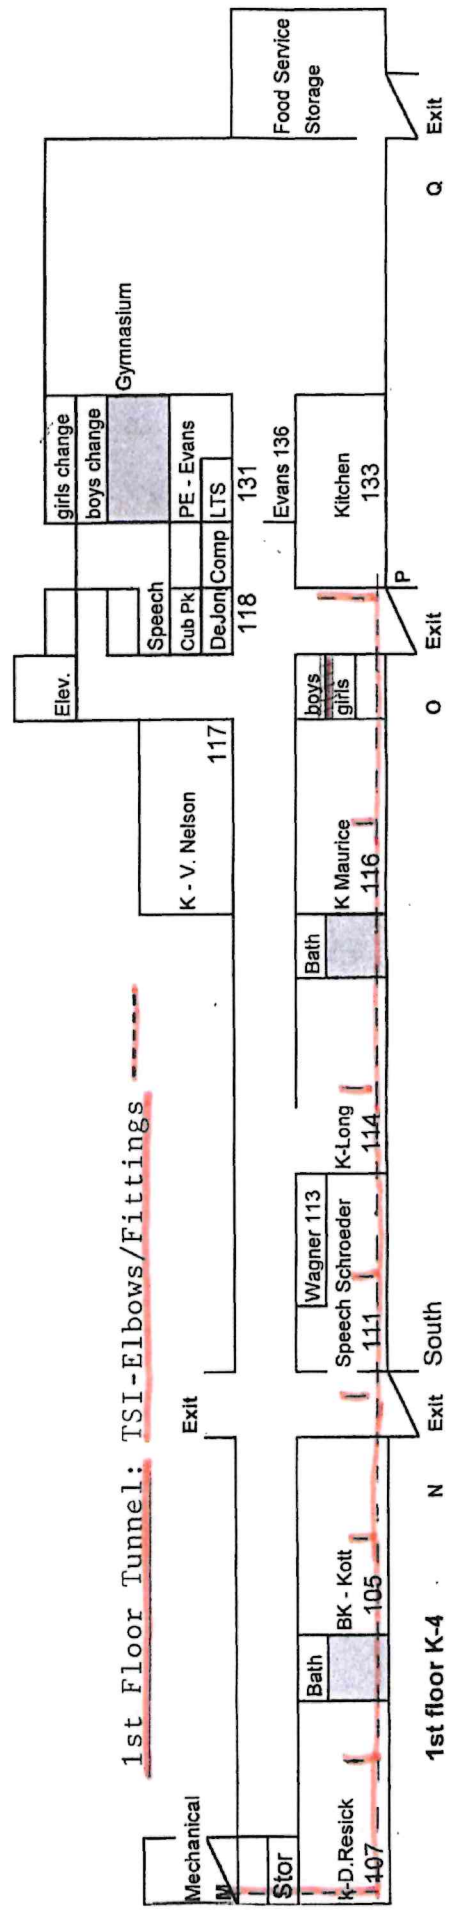 1st Floor Tunnel: TSI-Elbows/Fittings
Mechanical
M
Stor
k-D.Resick
107
Bath
BK - Kott
105
Exit
Exit
N
1st floor K-4
South
Wagner 113
Speech Schroeder
111
K-Long
114
Bath
K Maurice
116
K - V. Nelson
117
Elev.
boys
girls
O
Exit
P
Speech
Cub Pk
DeJon
118
Comp
girls change
boys change
Gymnasium
PE - Evans
LTS
131
Evans 136
Kitchen
133
Food Service
Storage
Q
Exit